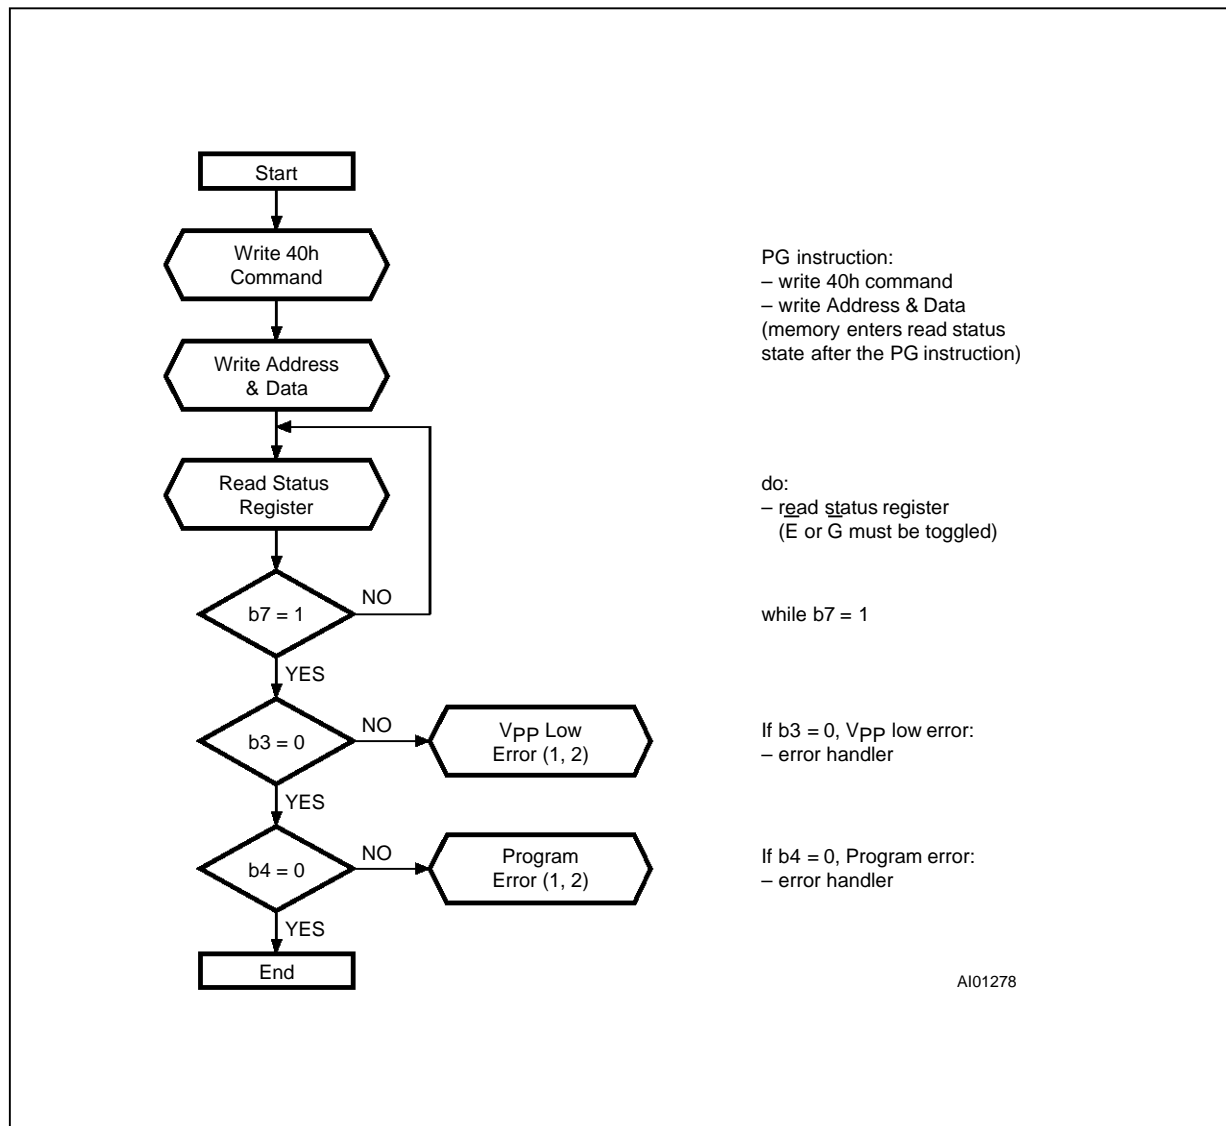 Start
Write 40h
Command
PG instruction:
– write 40h command
– write Address & Data
(memory enters read status
state after the PG instruction)
Write Address
& Data
Read Status
Register
do:
– read status register
(E̅ or G̅ must be toggled)
b7 = 1
NO
while b7 = 1
YES
b3 = 0
NO
VPP Low
Error (1, 2)
If b3 = 0, VPP low error:
– error handler
YES
b4 = 0
NO
Program
Error (1, 2)
If b4 = 0, Program error:
– error handler
YES
End
AI01278